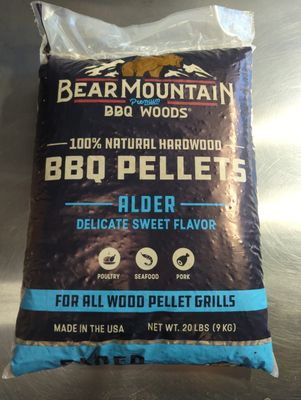 BEAR MOUNTAIN
Premium
BBQ WOODS®
100% NATURAL HARDWOOD
BBQ PELLETS
ALDER
DELICATE SWEET FLAVOR
POULTRY SEAFOOD PORK
FOR ALL WOOD PELLET GRILLS
MADE IN THE USA NET WT. 20 LBS (9 KG)